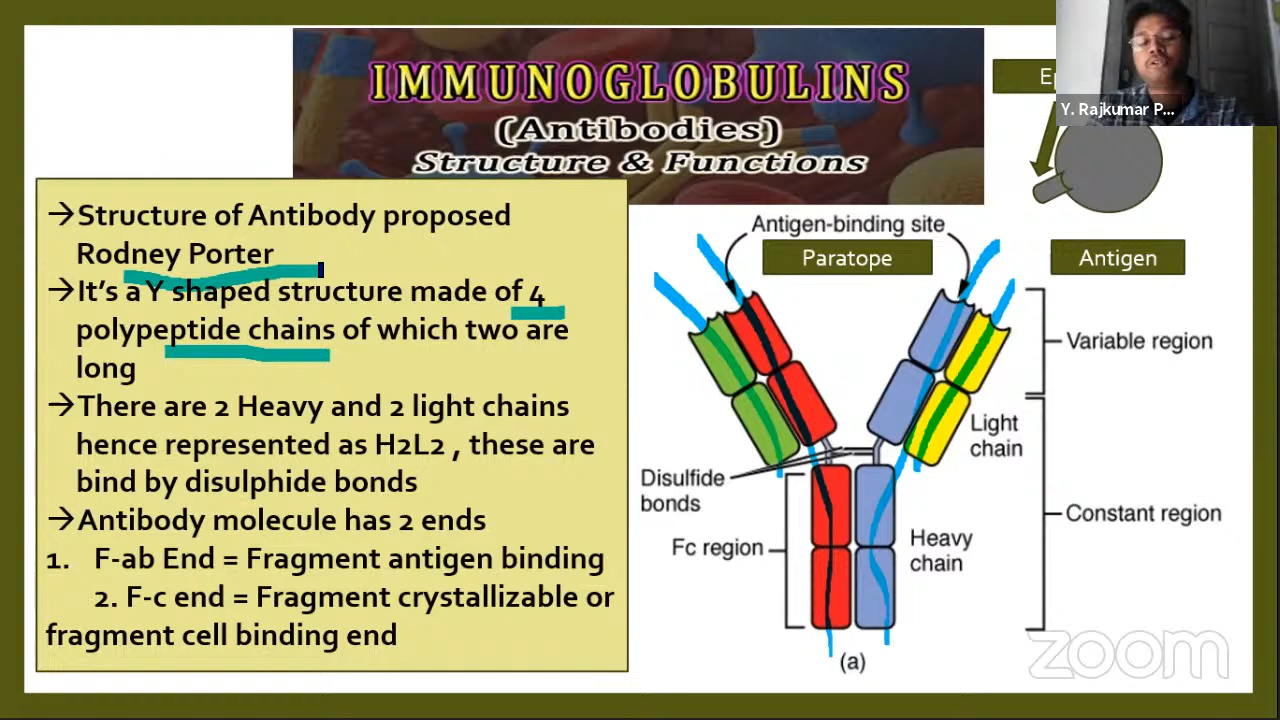 IMMUNOGLOBULINS
(Antibodies)
Structure & Functions
Y. Rajkumar P...
→Structure of Antibody proposed
Rodney Porter
→It's a Y shaped structure made of 4
polypeptide chains of which two are
long
→There are 2 Heavy and 2 light chains
hence represented as H2L2 , these are
bind by disulphide bonds
→Antibody molecule has 2 ends
1. F-ab End = Fragment antigen binding
2. F-c end = Fragment crystallizable or
fragment cell binding end
Antigen-binding site
Paratope
Antigen
Variable region
Light
chain
Disulfide
bonds
Constant region
Fc region
Heavy
chain
(a)
zoom